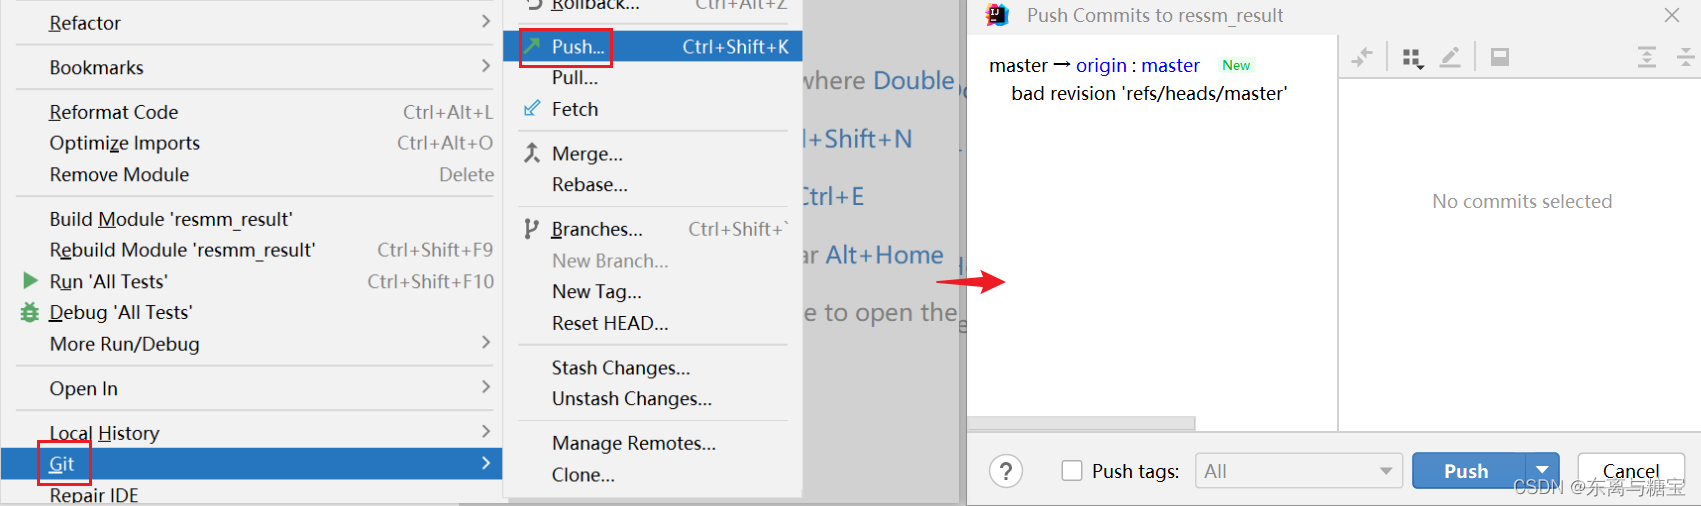 Refactor
Bookmarks
Reformat Code Ctrl+Alt+L
Optimize Imports Ctrl+Alt+O
Remove Module Delete
Build Module 'resmm_result'
Rebuild Module 'resmm_result' Ctrl+Shift+F9
Run 'All Tests' Ctrl+Shift+F10
Debug 'All Tests'
More Run/Debug
Open In
Local History
Git
Repair IDE
Rollback... Ctrl+Alt+Z
Push... Ctrl+Shift+K
Pull...
Fetch
Merge...
Rebase...
Branches... Ctrl+Shift+`
New Branch...
New Tag...
Reset HEAD...
Stash Changes...
Unstash Changes...
Manage Remotes...
Clone...
where Double
l+Shift+N
Ctrl+E
ar Alt+Home
e to open the
Push Commits to ressm_result
master → origin : master New
bad revision 'refs/heads/master'
No commits selected
? Push tags: All Push Cancel
CSDN @东离与糖宝